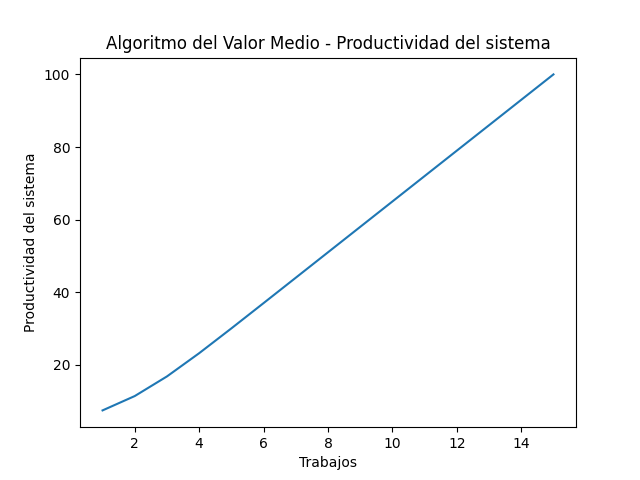 Algoritmo del Valor Medio - Productividad del sistema
100
80
60
40
20
Productividad del sistema
2 4 6 8 10 12 14
Trabajos